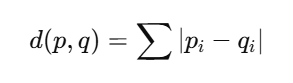 d(p, q) = ∑ |pᵢ − qᵢ|